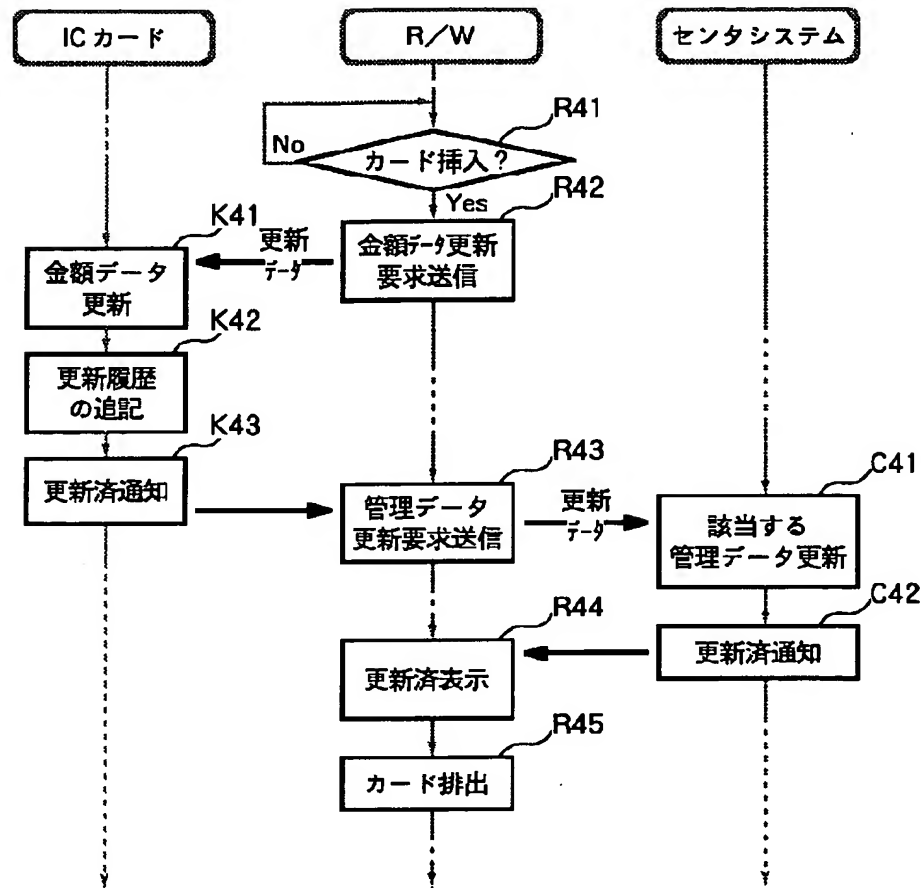 ICカード
R/W
センタシステム
R41
No
カード挿入?
Yes
R42
K41
更新
データ
金額データ更新
要求送信
金額データ
更新
K42
更新履歴
の追記
K43
更新済通知
R43
管理データ
更新要求送信
更新
データ
C41
該当する
管理データ更新
C42
更新済通知
R44
更新済表示
R45
カード排出